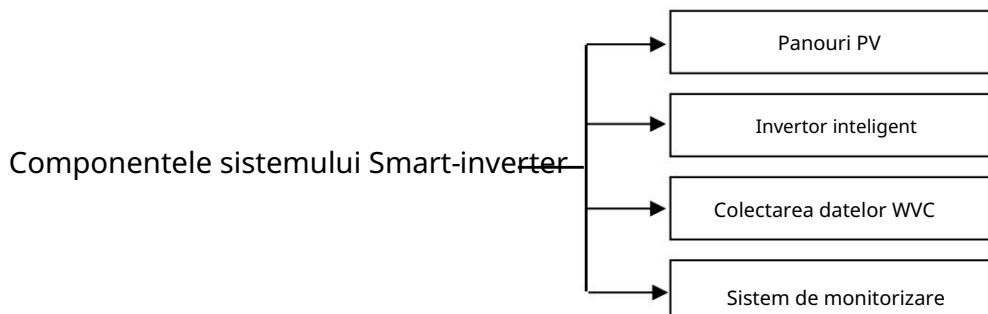 Componentele sistemului Smart-inverter
Panouri PV
Invertor inteligent
Colectarea datelor WVC
Sistem de monitorizare